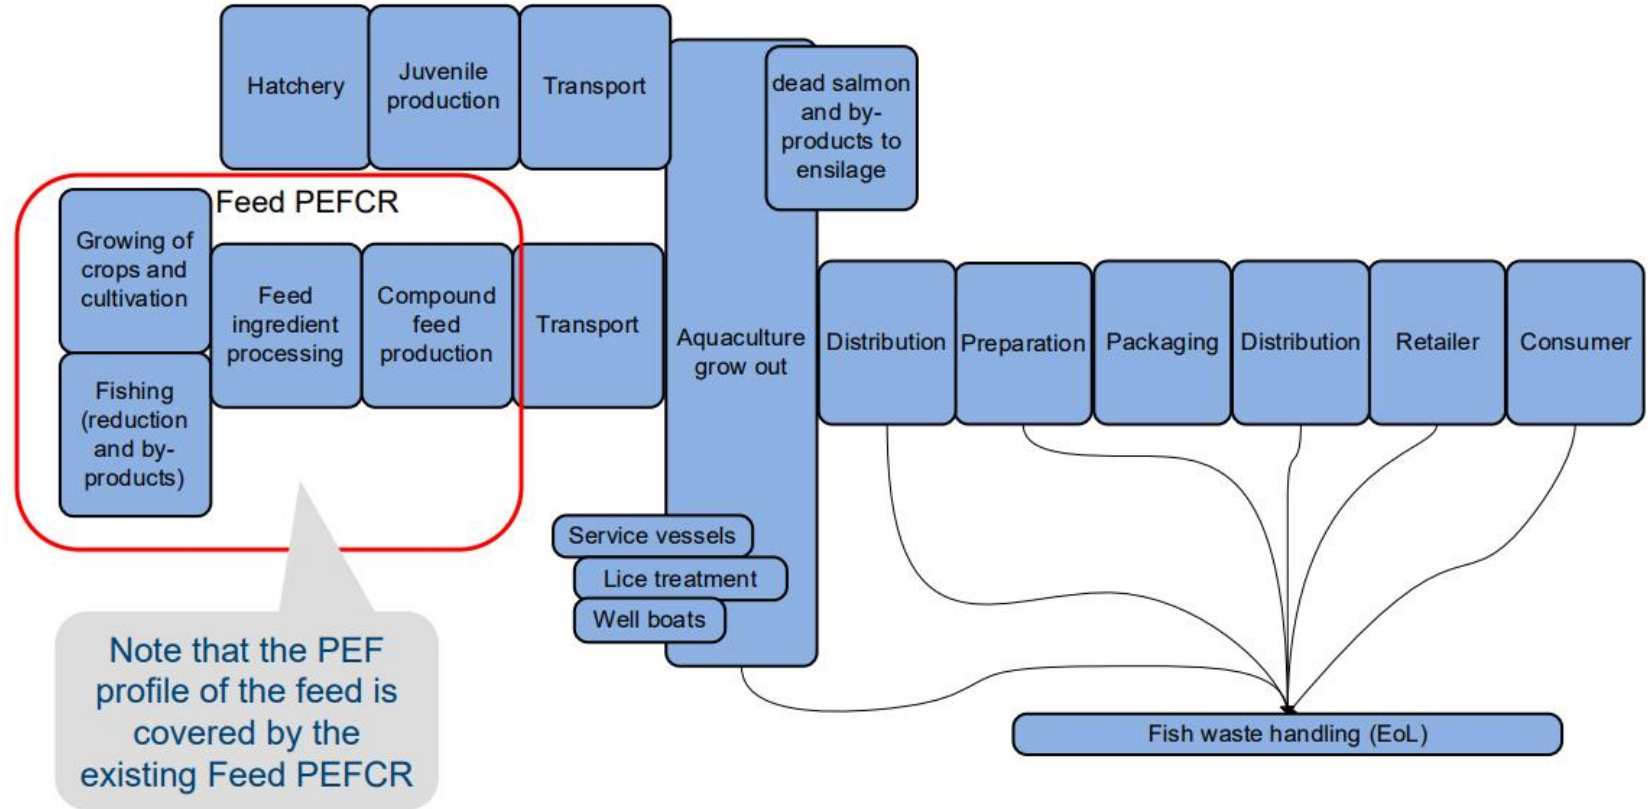 Hatchery
Juvenile
production
Transport
dead salmon
and by-
products to
ensilage
Feed PEFCR
Growing of
crops and
cultivation
Fishing
(reduction
and by-
products)
Feed
ingredient
processing
Compound
feed
production
Transport
Aquaculture
grow out
Distribution
Preparation
Packaging
Distribution
Retailer
Consumer
Service vessels
Lice treatment
Well boats
Note that the PEF
profile of the feed is
covered by the
existing Feed PEFCR
Fish waste handling (EoL)